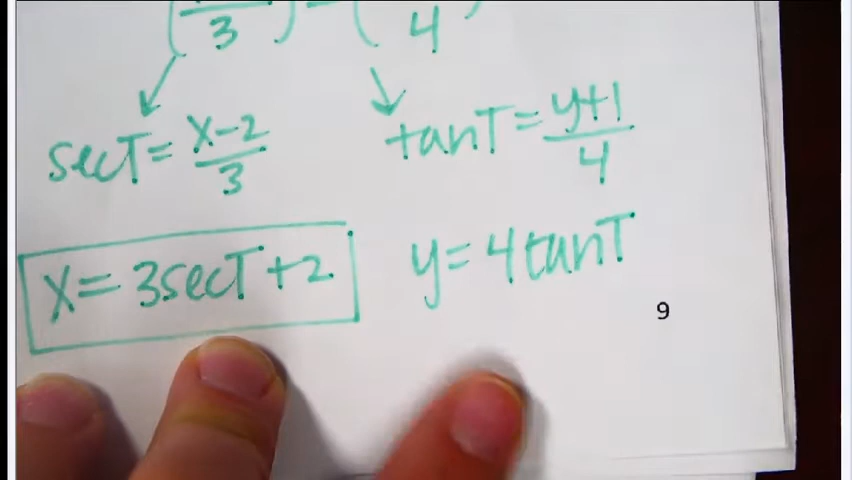 3 ) - ( 4 )
secT = x-2/3
tanT = y+1/4
x = 3secT + 2
y = 4tanT
9